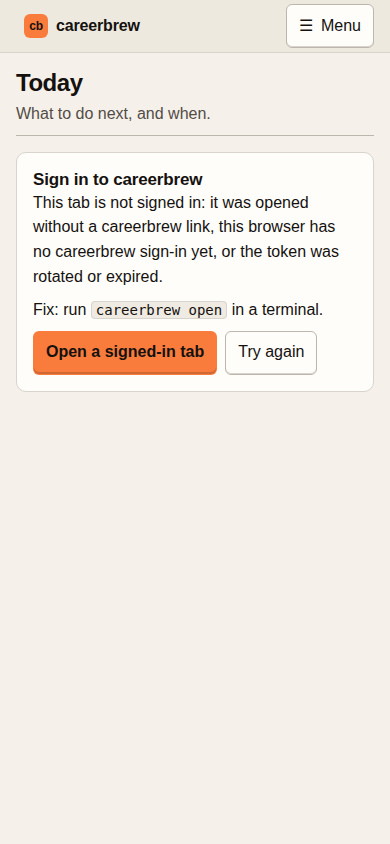 cb careerbrew
☰ Menu
Today
What to do next, and when.
Sign in to careerbrew
This tab is not signed in: it was opened
without a careerbrew link, this browser has
no careerbrew sign-in yet, or the token was
rotated or expired.
Fix: run careerbrew open in a terminal.
Open a signed-in tab
Try again